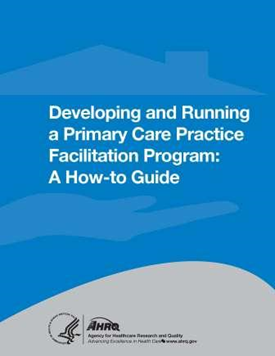 Developing and Running
a Primary Care Practice
Facilitation Program:
A How-to Guide
AHRQ
Agency for Healthcare Research and Quality
Advancing Excellence in Health Care www.ahrq.gov